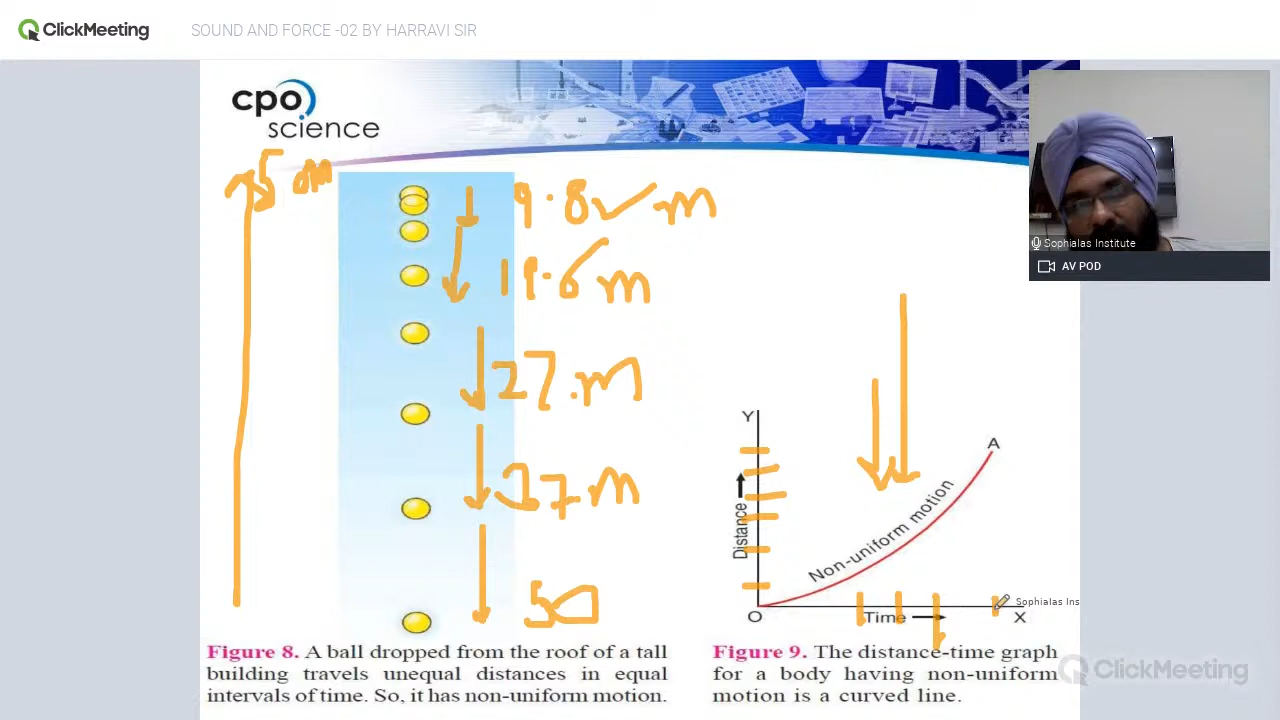 ClickMeeting
SOUND AND FORCE -02 BY HARRAVI SIR
cpo
science
5 m
9.8 m
19.6 m
27.m
37 m
50
Sophialas Institute
AV POD
Y
A
Distance
Non-uniform motion
O
Time
X
Sophialas Ins
Figure 8. A ball dropped from the roof of a tall
building travels unequal distances in equal
intervals of time. So, it has non-uniform motion.
Figure 9. The distance-time graph
for a body having non-uniform
motion is a curved line.
ClickMeeting